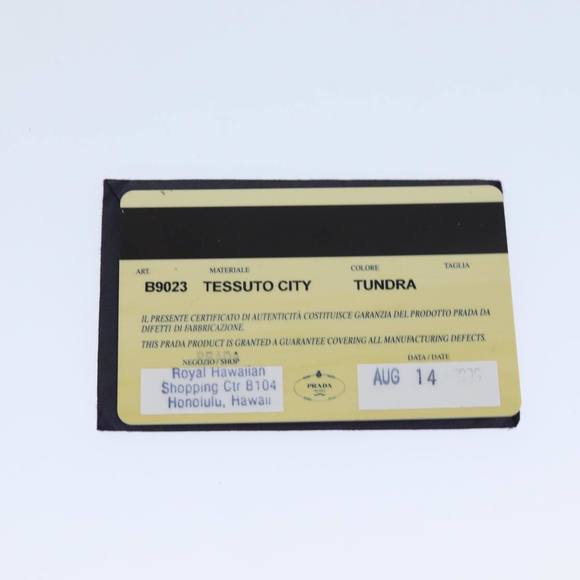 ART. MATERIALE COLORE TAGLIA
B9023 TESSUTO CITY TUNDRA
IL PRESENTE CERTIFICATO DI AUTENTICITÀ COSTITUISCE GARANZIA DEL PRODOTTO PRADA DA
DIFETTI DI FABBRICAZIONE.
THIS PRADA PRODUCT IS GRANTED A GUARANTEE COVERING ALL MANUFACTURING DEFECTS.
PRADA
NEGOZIO / SHOP DATA / DATE
Royal Hawaiian
Shopping Ctr B104
Honolulu, Hawaii
PRADA
AUG 14